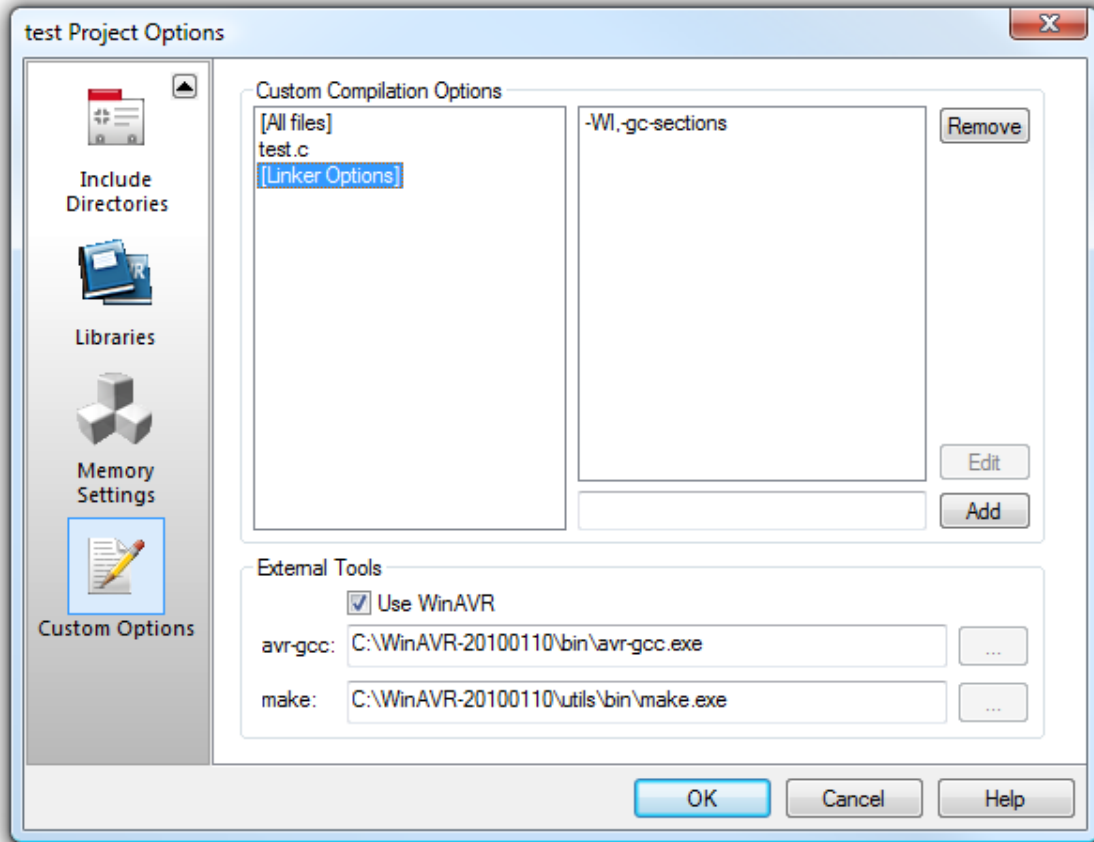 test Project Options
Include
Directories
Libraries
Memory
Settings
Custom Options
Custom Compilation Options
[All files]
test.c
[Linker Options]
-Wl,-gc-sections
Remove
Edit
Add
External Tools
Use WinAVR
avr-gcc:
C:\WinAVR-20100110\bin\avr-gcc.exe
...
make:
C:\WinAVR-20100110\utils\bin\make.exe
...
OK
Cancel
Help